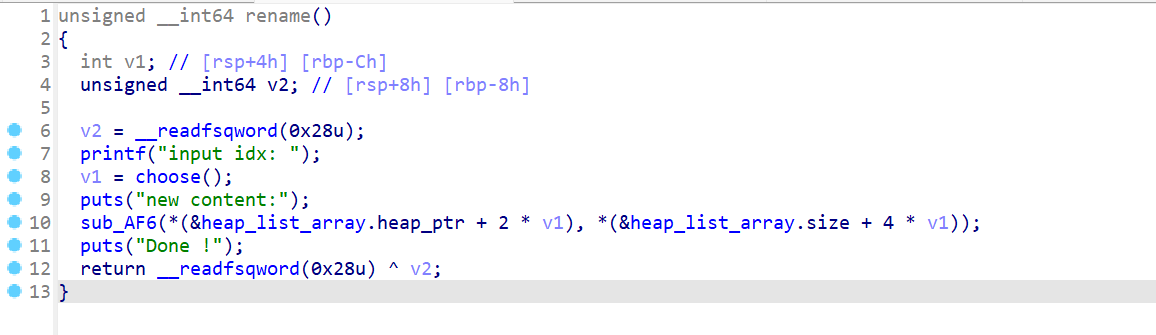 1 unsigned __int64 rename()
2 {
3   int v1; // [rsp+4h] [rbp-Ch]
4   unsigned __int64 v2; // [rsp+8h] [rbp-8h]
5
6   v2 = __readfsqword(0x28u);
7   printf("input idx: ");
8   v1 = choose();
9   puts("new content:");
10   sub_AF6(*(&heap_list_array.heap_ptr + 2 * v1), *(&heap_list_array.size + 4 * v1));
11   puts("Done !");
12   return __readfsqword(0x28u) ^ v2;
13 }